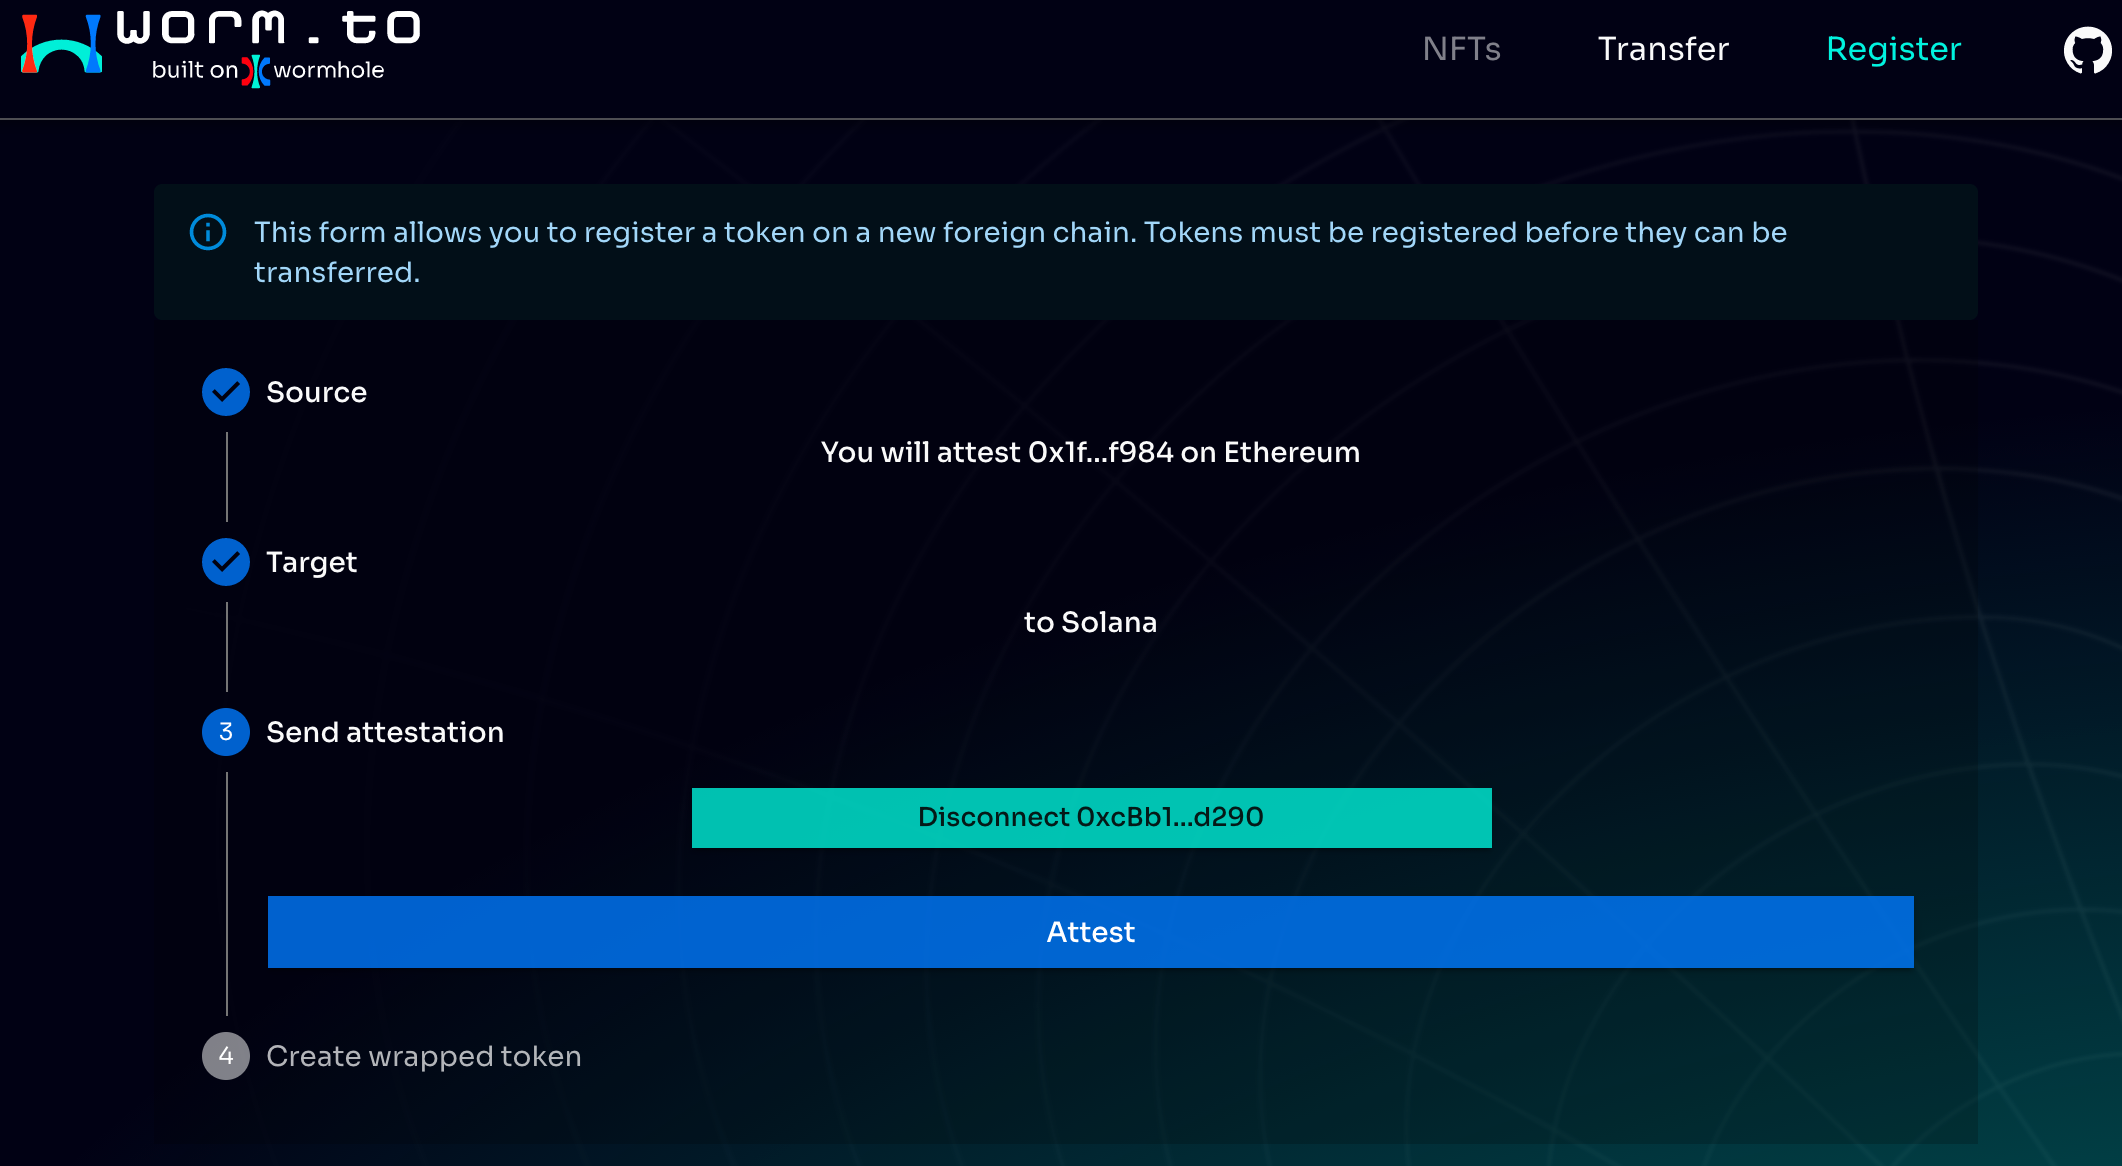 worm.to
built on wormhole
NFTs
Transfer
Register
This form allows you to register a token on a new foreign chain. Tokens must be registered before they can be
transferred.
Source
You will attest 0x1f...f984 on Ethereum
Target
to Solana
3 Send attestation
Disconnect 0xcBb1...d290
Attest
4 Create wrapped token